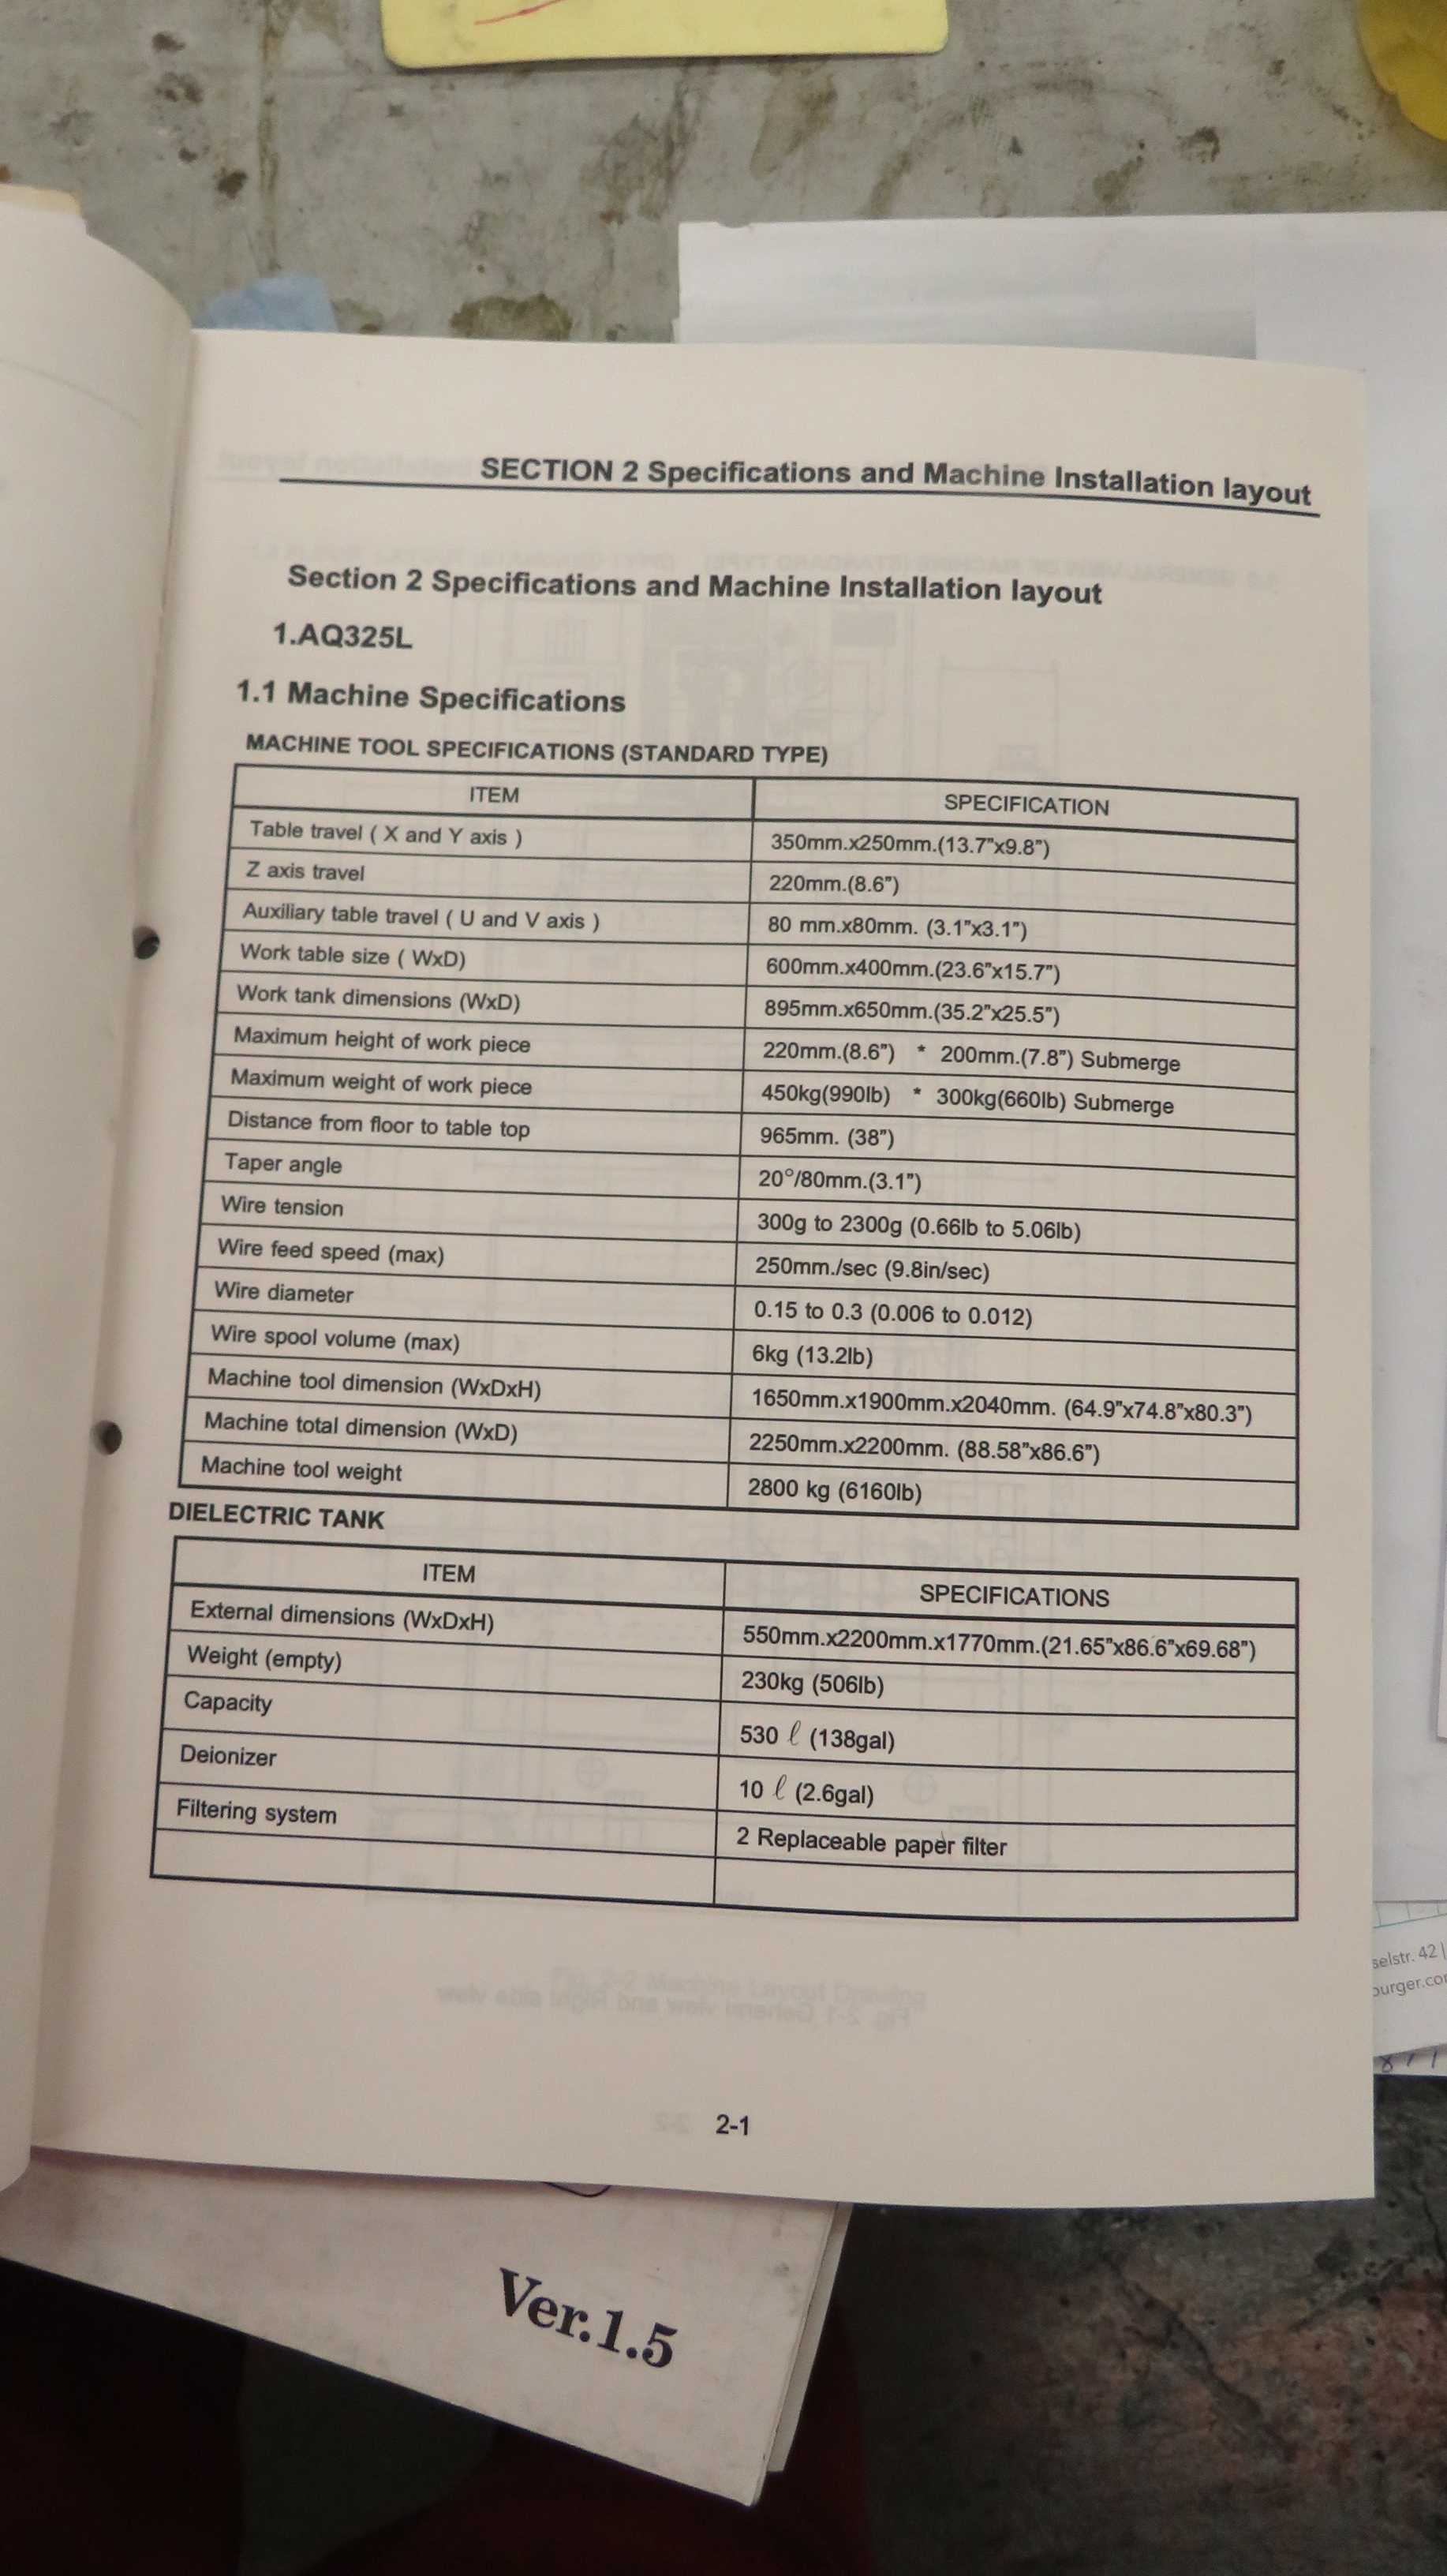 SECTION 2 Specifications and Machine Installation layout
Section 2 Specifications and Machine Installation layout
1.AQ325L
1.1 Machine Specifications
MACHINE TOOL SPECIFICATIONS (STANDARD TYPE)
ITEM SPECIFICATION
Table travel ( X and Y axis ) 350mm.x250mm.(13.7"x9.8")
Z axis travel 220mm.(8.6")
Auxiliary table travel ( U and V axis ) 80 mm.x80mm. (3.1"x3.1")
Work table size ( WxD) 600mm.x400mm.(23.6"x15.7")
Work tank dimensions (WxD) 895mm.x650mm.(35.2"x25.5")
Maximum height of work piece 220mm.(8.6") * 200mm.(7.8") Submerge
Maximum weight of work piece 450kg(990lb) * 300kg(660lb) Submerge
Distance from floor to table top 965mm. (38")
Taper angle 20°/80mm.(3.1")
Wire tension 300g to 2300g (0.66lb to 5.06lb)
Wire feed speed (max) 250mm./sec (9.8in/sec)
Wire diameter 0.15 to 0.3 (0.006 to 0.012)
Wire spool volume (max) 6kg (13.2lb)
Machine tool dimension (WxDxH) 1650mm.x1900mm.x2040mm. (64.9"x74.8"x80.3")
Machine total dimension (WxD) 2250mm.x2200mm. (88.58"x86.6")
Machine tool weight 2800 kg (6160lb)
DIELECTRIC TANK
ITEM SPECIFICATIONS
External dimensions (WxDxH) 550mm.x2200mm.x1770mm.(21.65"x86.6"x69.68")
Weight (empty) 230kg (506lb)
Capacity 530 ℓ (138gal)
Deionizer 10 ℓ (2.6gal)
Filtering system 2 Replaceable paper filter
2-1
selstr. 42 |
burger.co
Ver.1.5